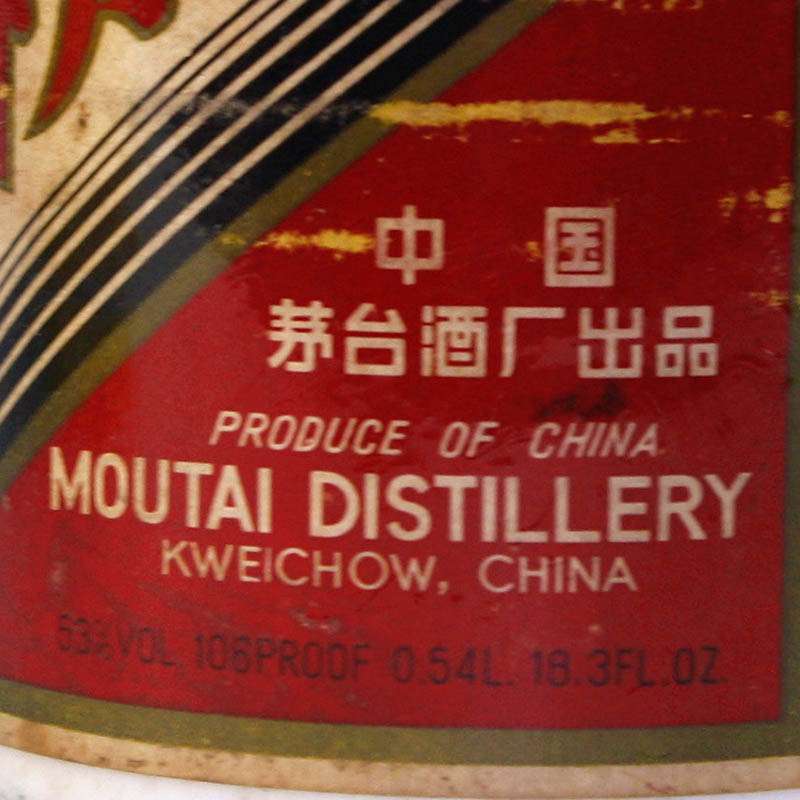 中国
茅台酒厂出品
PRODUCE OF CHINA
MOUTAI DISTILLERY
KWEICHOW, CHINA
53%VOL 106PROOF 0.54L. 18.3FL.OZ.